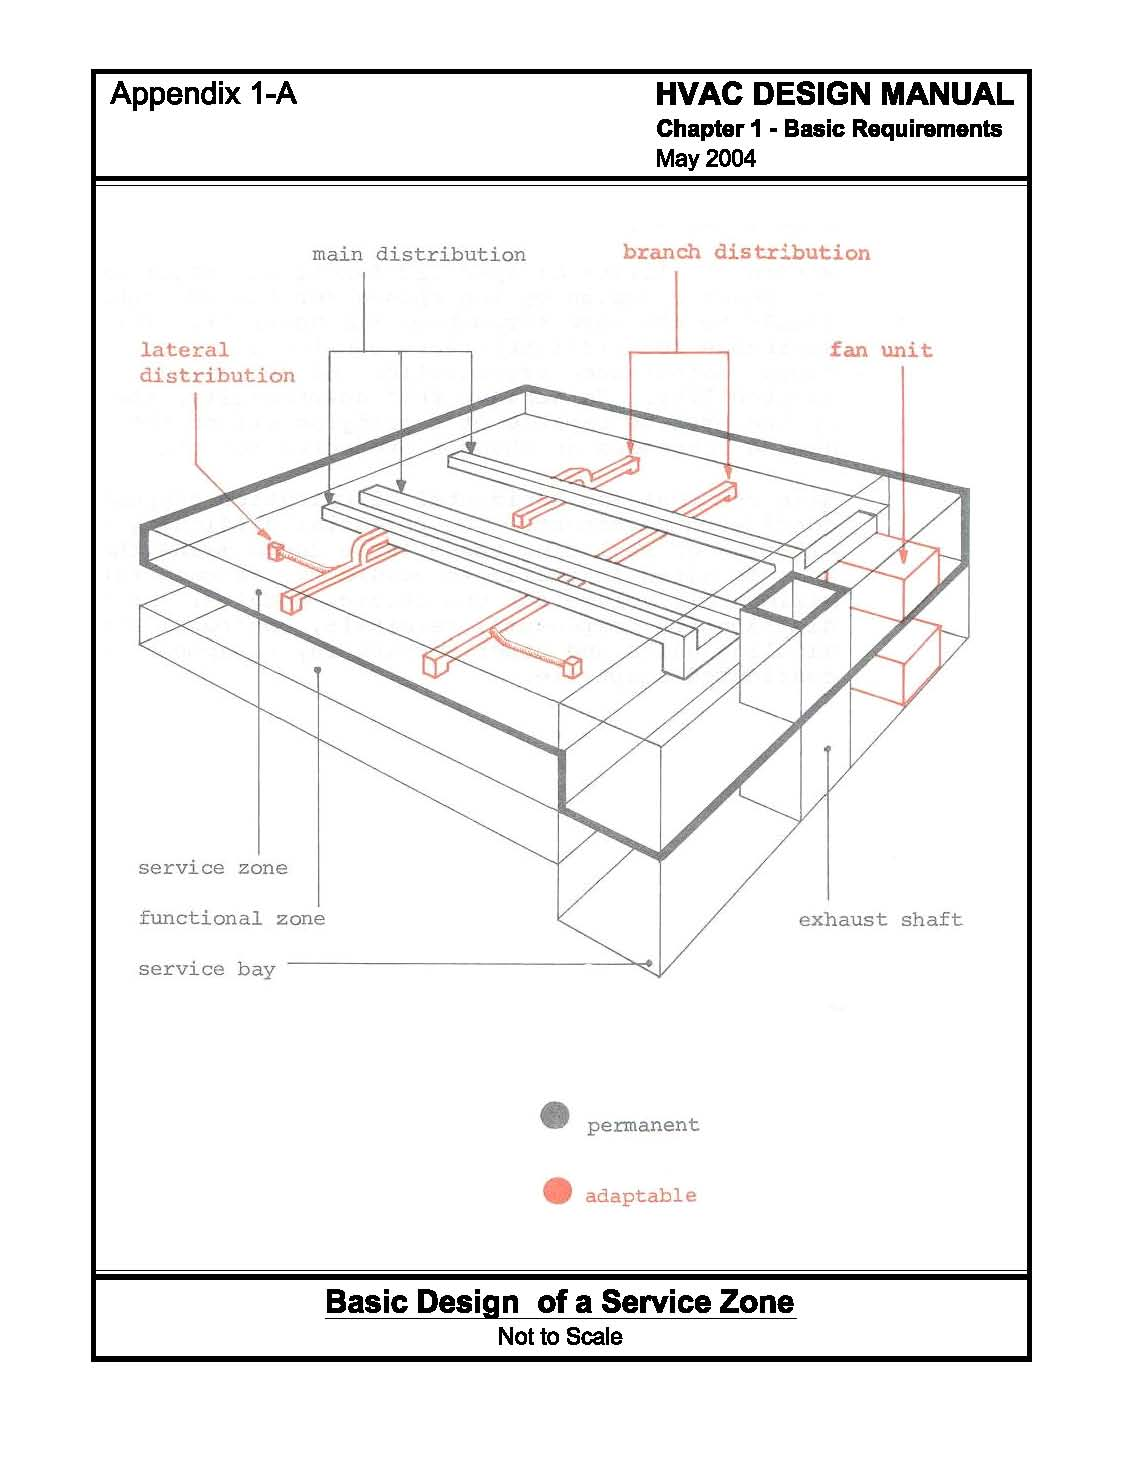 Appendix 1-A
HVAC DESIGN MANUAL
Chapter 1 - Basic Requirements
May 2004
main distribution
branch distribution
lateral
distribution
fan unit
service zone
functional zone
exhaust shaft
service bay
permanent
adaptable
Basic Design of a Service Zone
Not to Scale